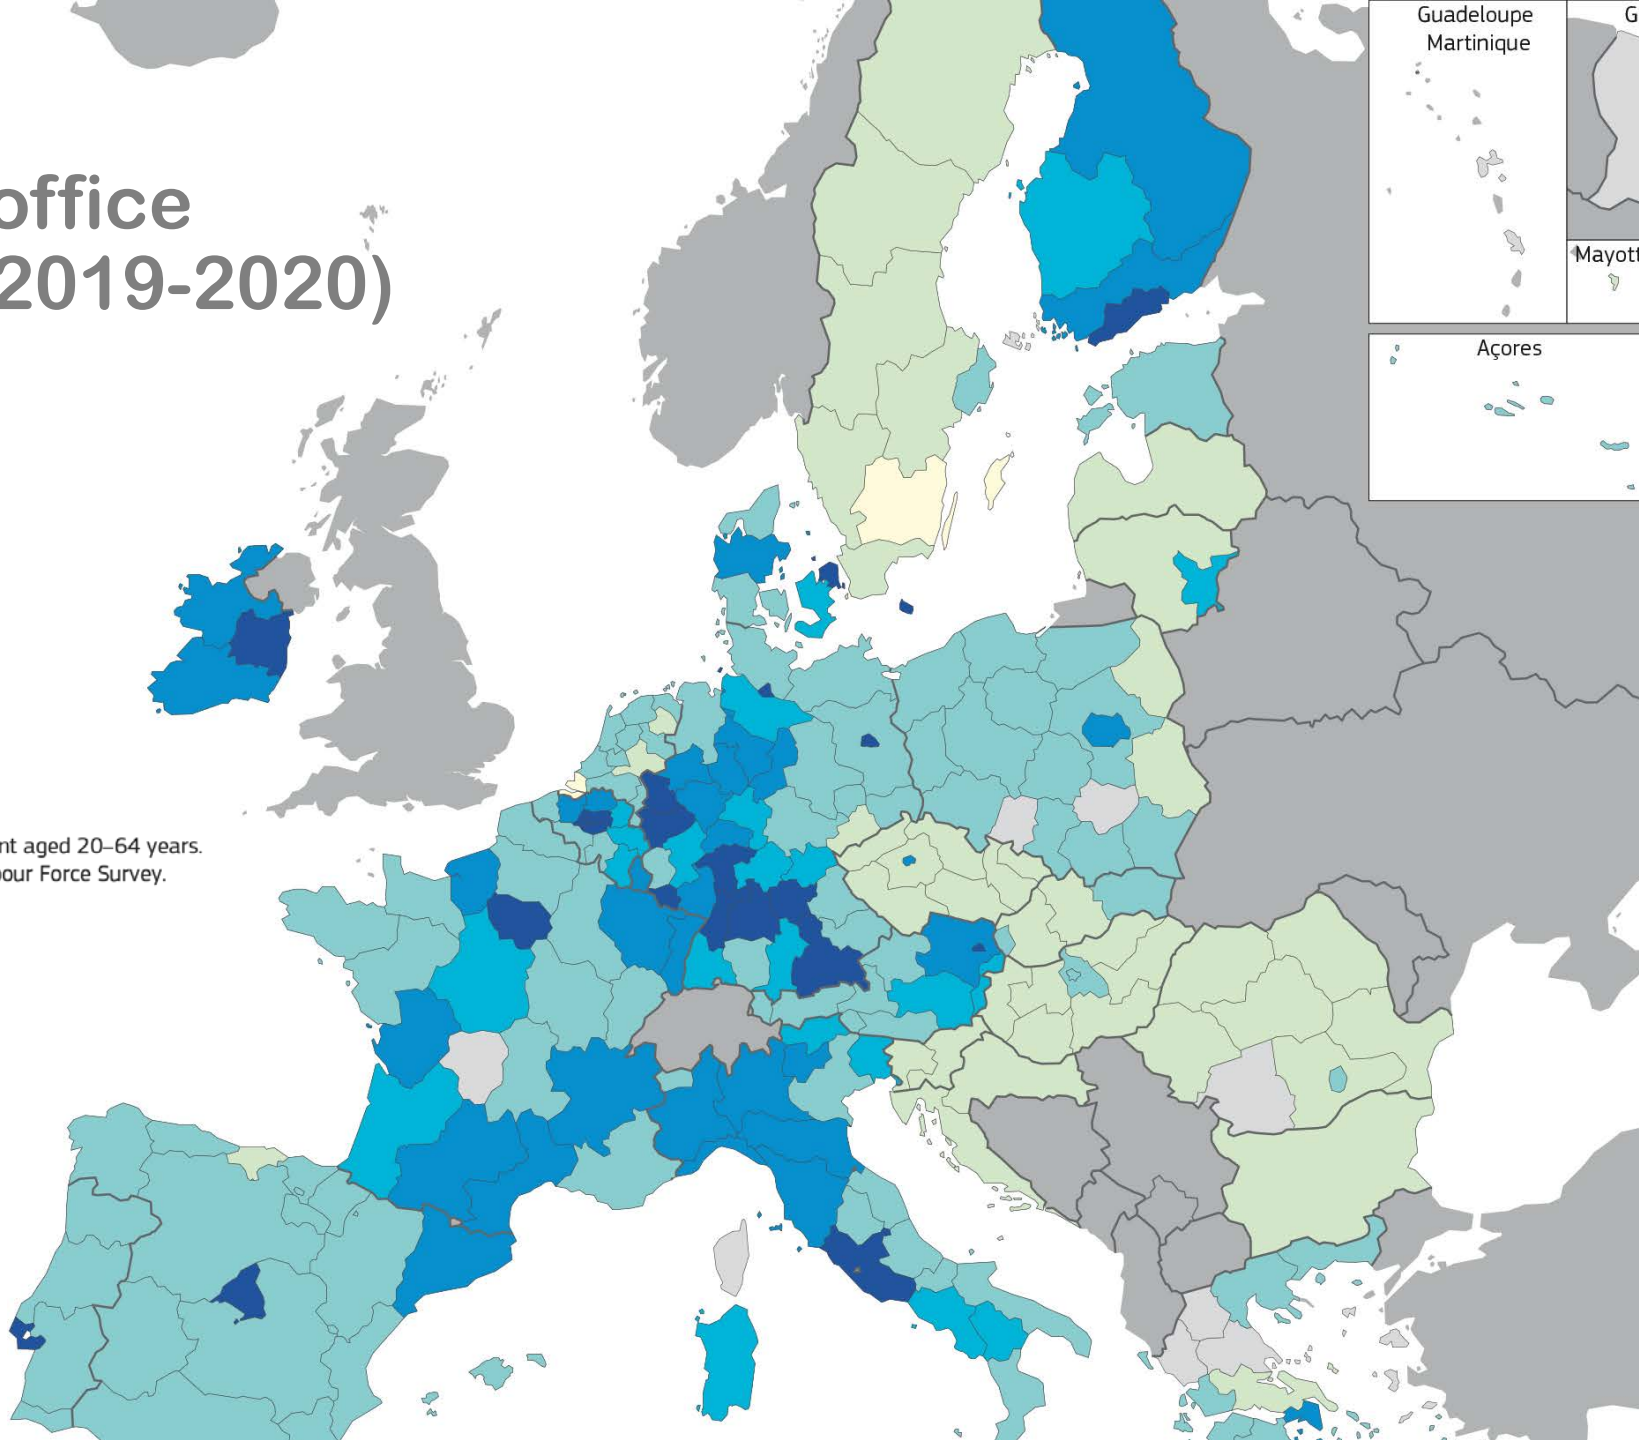 office
2019-2020)
nt aged 20–64 years.
our Force Survey.
Guadeloupe
Martinique
G
Mayott
Açores